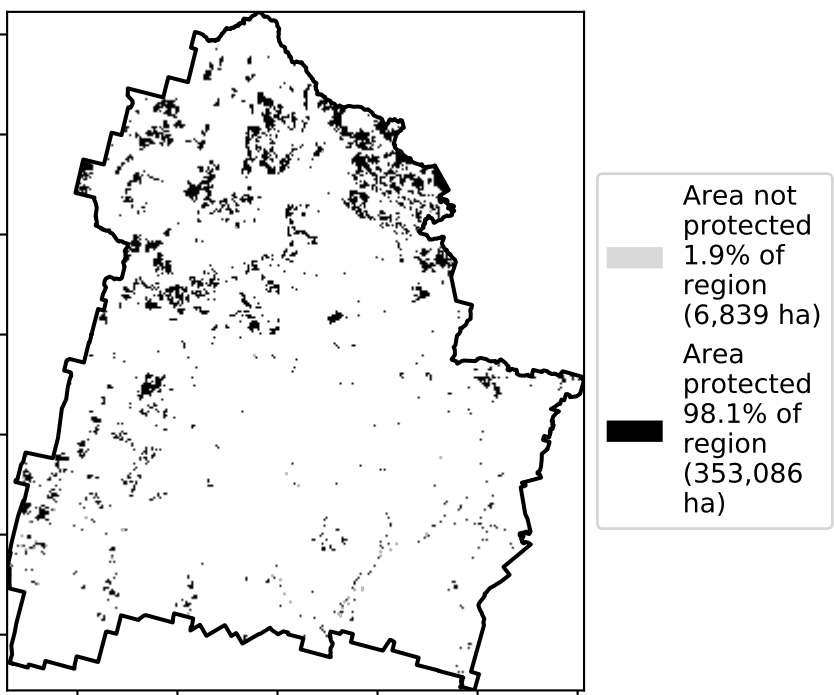 Area not
protected
1.9% of
region
(6,839 ha)
Area
protected
98.1% of
region
(353,086
ha)